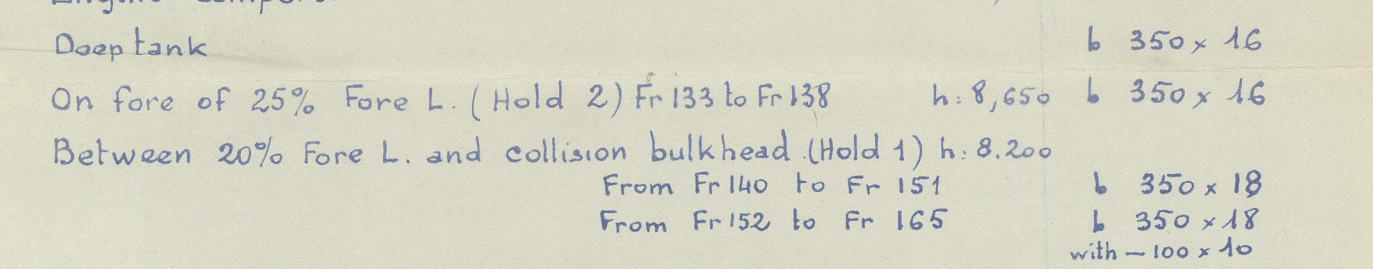 Deep tank b 350 x 16
On fore of 25% Fore L. (Hold 2) Fr 133 to Fr 138 h: 8,650 b 350 x 16
Between 20% Fore L. and collision bulkhead (Hold 1) h: 8.200
From Fr 140 to Fr 151 b 350 x 18
From Fr 152 to Fr 165 b 350 x 18
with — 100 x 10